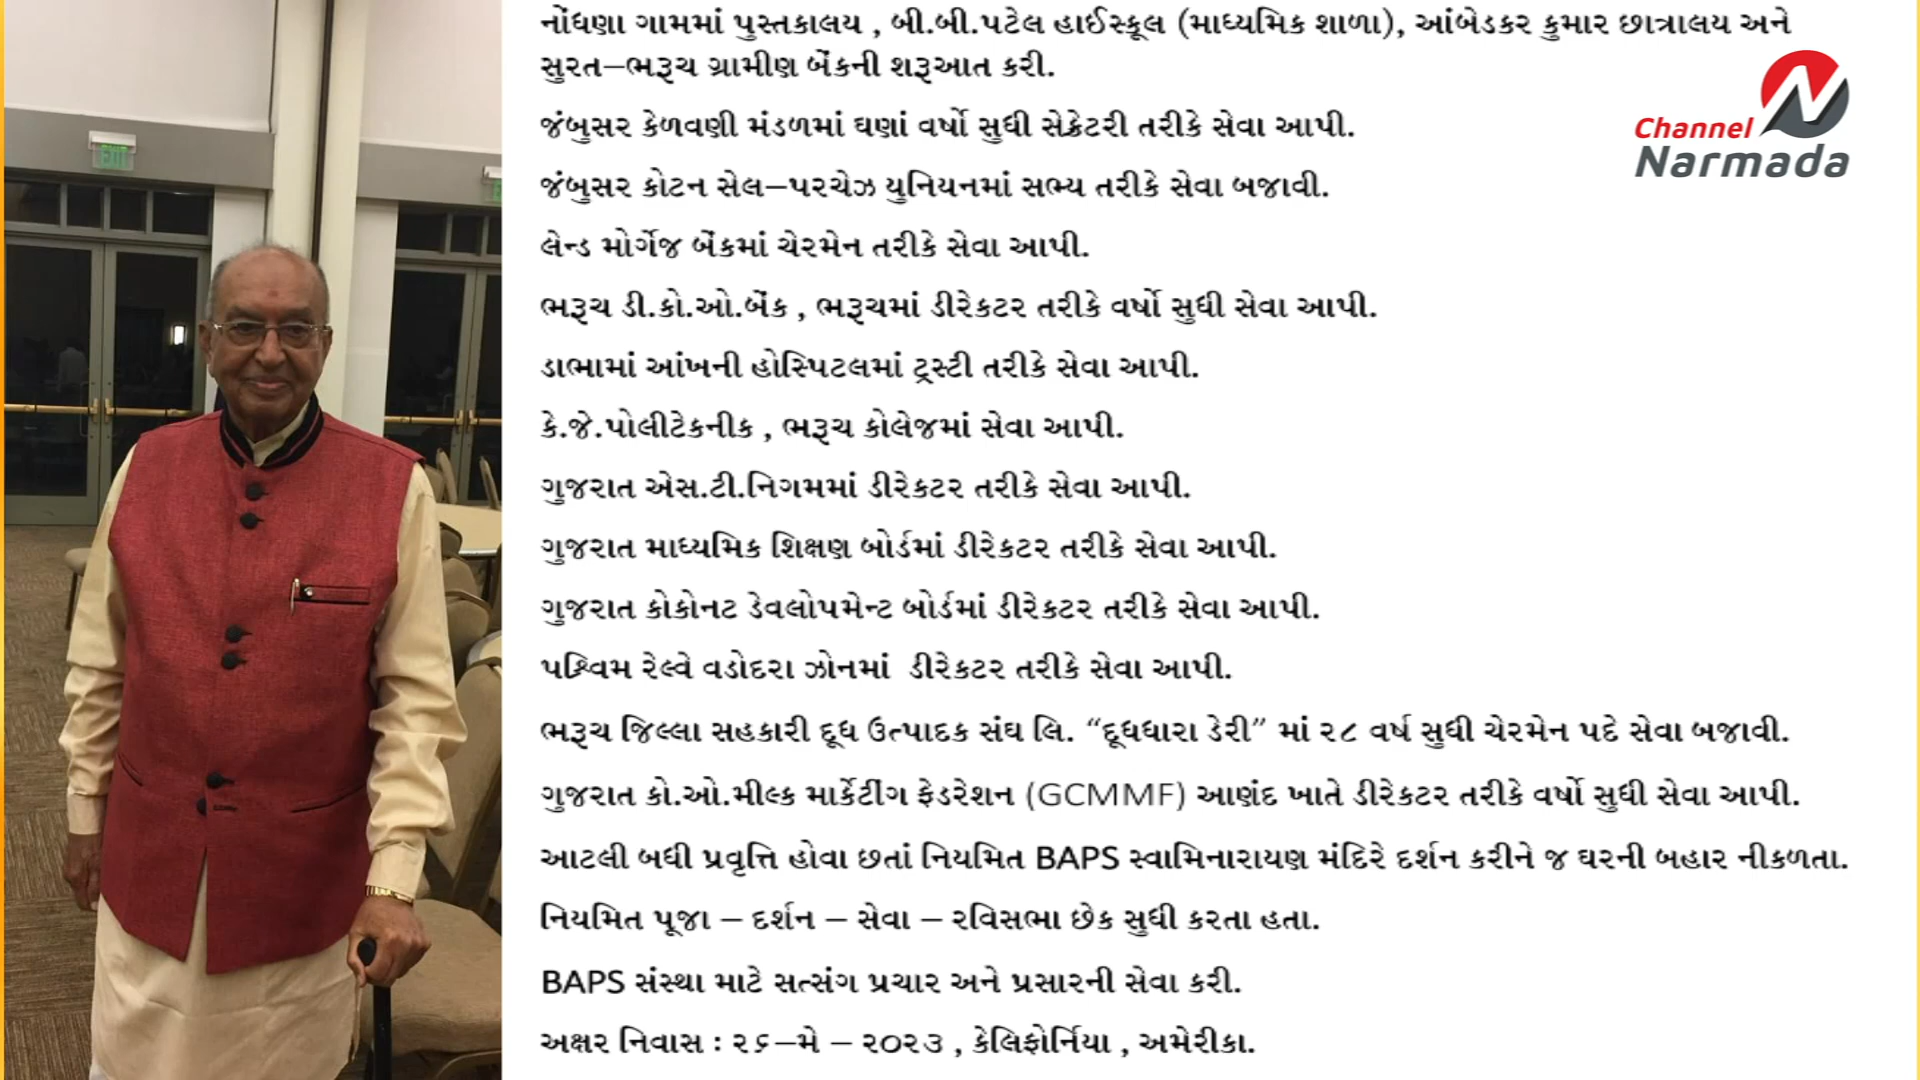 નોંધણા ગામમાં પુસ્તકાલય , બી.બી.પટેલ હાઈસ્કૂલ (માધ્યમિક શાળા), આંબેડકર કુમાર છાત્રાલય અને
સુરત–ભરૂચ ગ્રામીણ બેંકની શરૂઆત કરી.
Channel
Narmada
જંબુસર કેળવણી મંડળમાં ઘણાં વર્ષો સુધી સેક્રેટરી તરીકે સેવા આપી.
જંબુસર કોટન સેલ–પરચેઝ યુનિયનમાં સભ્ય તરીકે સેવા બજાવી.
લેન્ડ મોર્ગેજ બેંકમાં ચેરમેન તરીકે સેવા આપી.
ભરૂચ ડી.કો.ઓ.બેંક , ભરૂચમાં ડીરેકટર તરીકે વર્ષો સુધી સેવા આપી.
ડાભામાં આંખની હોસ્પિટલમાં ટ્રસ્ટી તરીકે સેવા આપી.
કે.જે.પોલીટેકનીક , ભરૂચ કોલેજમાં સેવા આપી.
ગુજરાત એસ.ટી.નિગમમાં ડીરેકટર તરીકે સેવા આપી.
ગુજરાત માધ્યમિક શિક્ષણ બોર્ડમાં ડીરેકટર તરીકે સેવા આપી.
ગુજરાત કોકોનટ ડેવલોપમેન્ટ બોર્ડમાં ડીરેકટર તરીકે સેવા આપી.
પશ્ચિમ રેલ્વે વડોદરા ઝોનમાં ડીરેકટર તરીકે સેવા આપી.
ભરૂચ જિલ્લા સહકારી દૂધ ઉત્પાદક સંઘ લિ. “દૂધધારા ડેરી” માં ૨૮ વર્ષ સુધી ચેરમેન પદે સેવા બજાવી.
ગુજરાત કો.ઓ.મીલ્ક માર્કેટીંગ ફેડરેશન (GCMMF) આણંદ ખાતે ડીરેકટર તરીકે વર્ષો સુધી સેવા આપી.
આટલી બધી પ્રવૃત્તિ હોવા છતાં નિયમિત BAPS સ્વામિનારાયણ મંદિરે દર્શન કરીને જ ઘરની બહાર નીકળતા.
નિયમિત પૂજા – દર્શન – સેવા – રવિસભા છેક સુધી કરતા હતા.
BAPS સંસ્થા માટે સત્સંગ પ્રચાર અને પ્રસારની સેવા કરી.
અક્ષર નિવાસ : ૨૬–મે – ૨૦૨૩ , કેલિફોર્નિયા , અમેરીકા.
EXIT